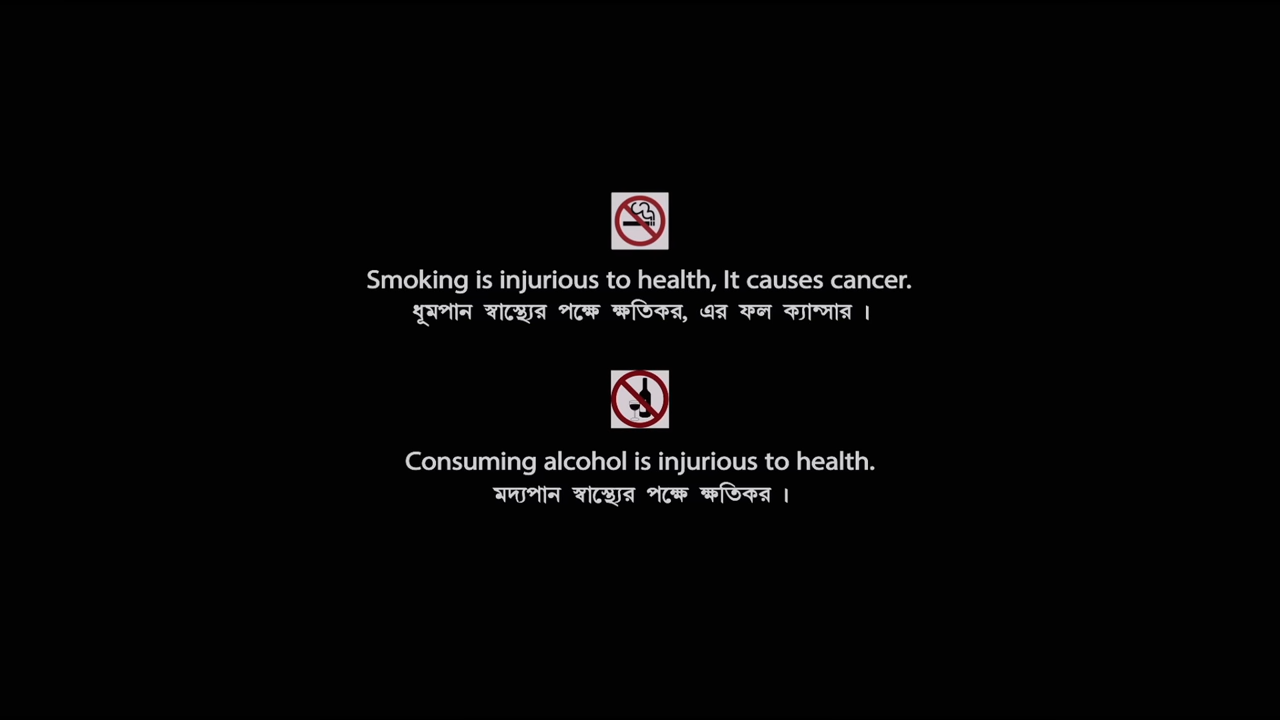 Smoking is injurious to health, It causes cancer.
ধূমপান স্বাস্থ্যের পক্ষে ক্ষতিকর, এর ফল ক্যান্সার ।
Consuming alcohol is injurious to health.
মদ্যপান স্বাস্থ্যের পক্ষে ক্ষতিকর ।